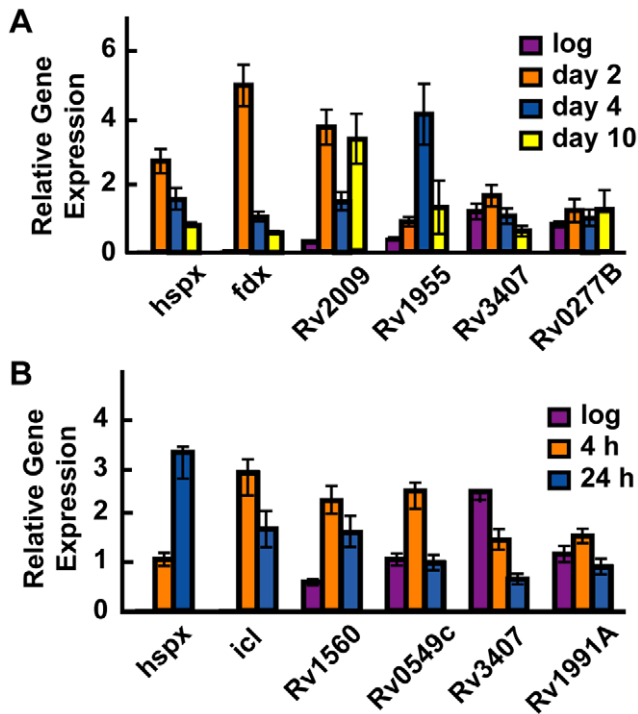 A
Relative Gene
Expression
6
4
2
0
log
day 2
day 4
day 10
hspx
fdx
Rv2009
Rv1955
Rv3407
Rv0277B
B
Relative Gene
Expression
4
3
2
1
0
log
4 h
24 h
hspx
icl
Rv1560
Rv0549c
Rv3407
Rv1991A